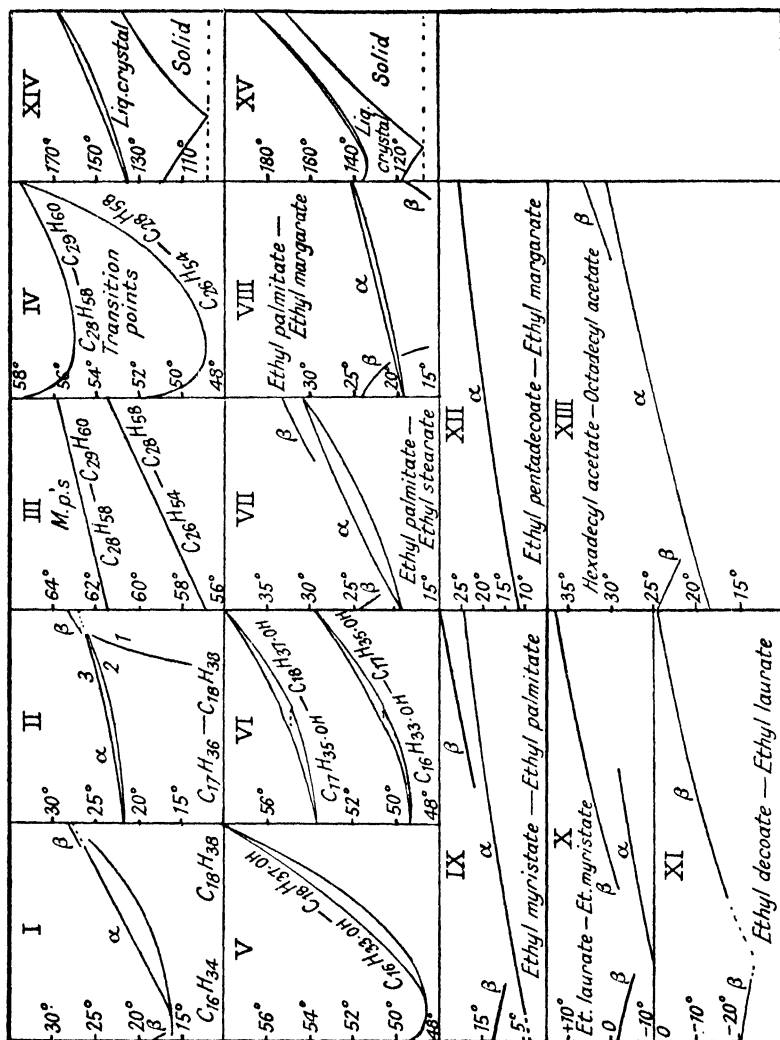 I
30°
25°
20°
15°
α
β
β
C₁₆H₃₄
C₁₈H₃₈
II
30°
25°
20°
15°
α
β
3
2
1
C₁₇H₃₆—C₁₈H₃₈
III
M.p's
64°
62°
60°
58°
56°
C₂₈H₅₈—C₂₉H₆₀
C₂₆H₅₄—C₂₈H₅₈
IV
58°
56°
54°
52°
50°
48°
C₂₈H₅₈—C₂₉H₆₀
Transition
points
C₂₆H₅₄—C₂₈H₅₈
XIV
170°
150°
130°
110°
Liq.crystal
Solid
V
56°
54°
50°
48°
C₁₆H₃₃·OH—C₁₈H₃₇·OH
VI
56°
52°
50°
48°
C₁₇H₃₅·OH—C₁₈H₃₇·OH
C₁₆H₃₃·OH—C₁₇H₃₅·OH
VII
35°
30°
25°
15°
α
β
β
Ethyl palmitate—
Ethyl stearate
VIII
Ethyl palmitate—
Ethyl margarate
30°
25°
20°
15°
α
β
β
XV
180°
160°
140°
120°
Liq.
crystal
Solid
IX
15°
5°
α
β
β
Ethyl myristate—Ethyl palmitate
XII
25°
20°
15°
10°
α
Ethyl pentadecoate—Ethyl margarate
X
Et. laurate—Et. myristate
+10°
0
-10°
α
β
β
XI
0
-10°
-20°
β
β
Ethyl decoate—Ethyl laurate
XIII
Hexadecyl acetate—Octadecyl acetate
35°
30°
25°
20°
15°
α
β
β